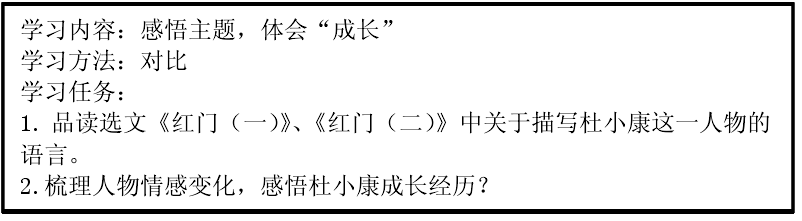 学习内容：感悟主题，体会“成长”
学习方法：对比
学习任务：
1. 品读选文《红门（一）》、《红门（二）》中关于描写杜小康这一人物的
语言。
2.梳理人物情感变化，感悟杜小康成长经历？